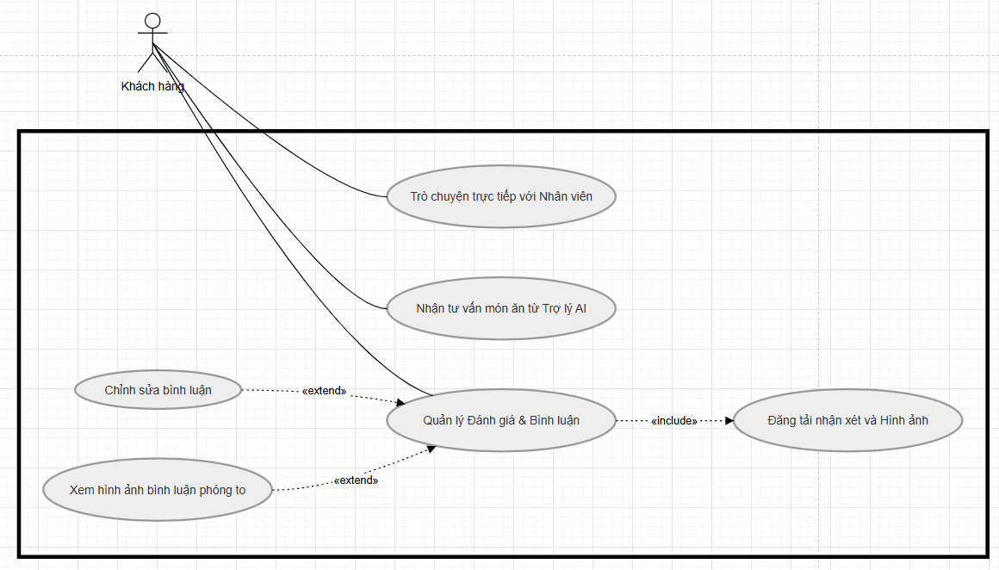 Khách hàng
Trò chuyện trực tiếp với Nhân viên
Nhận tư vấn món ăn từ Trợ lý AI
Chỉnh sửa bình luận
«extend»
Quản lý Đánh giá & Bình luận
«include»
Đăng tải nhận xét và Hình ảnh
«extend»
Xem hình ảnh bình luận phóng to